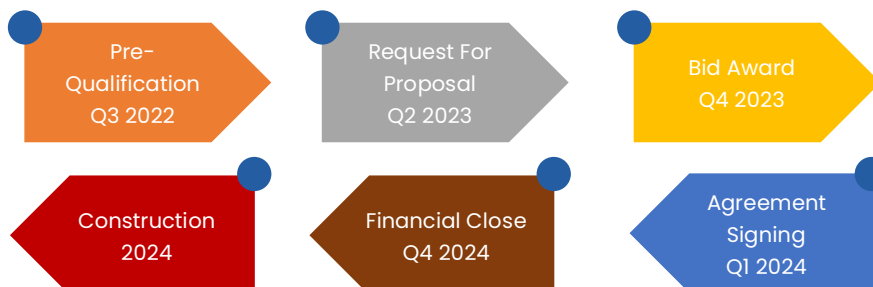 Pre-
Qualification
Q3 2022
Request For
Proposal
Q2 2023
Bid Award
Q4 2023
Construction
2024
Financial Close
Q4 2024
Agreement
Signing
Q1 2024